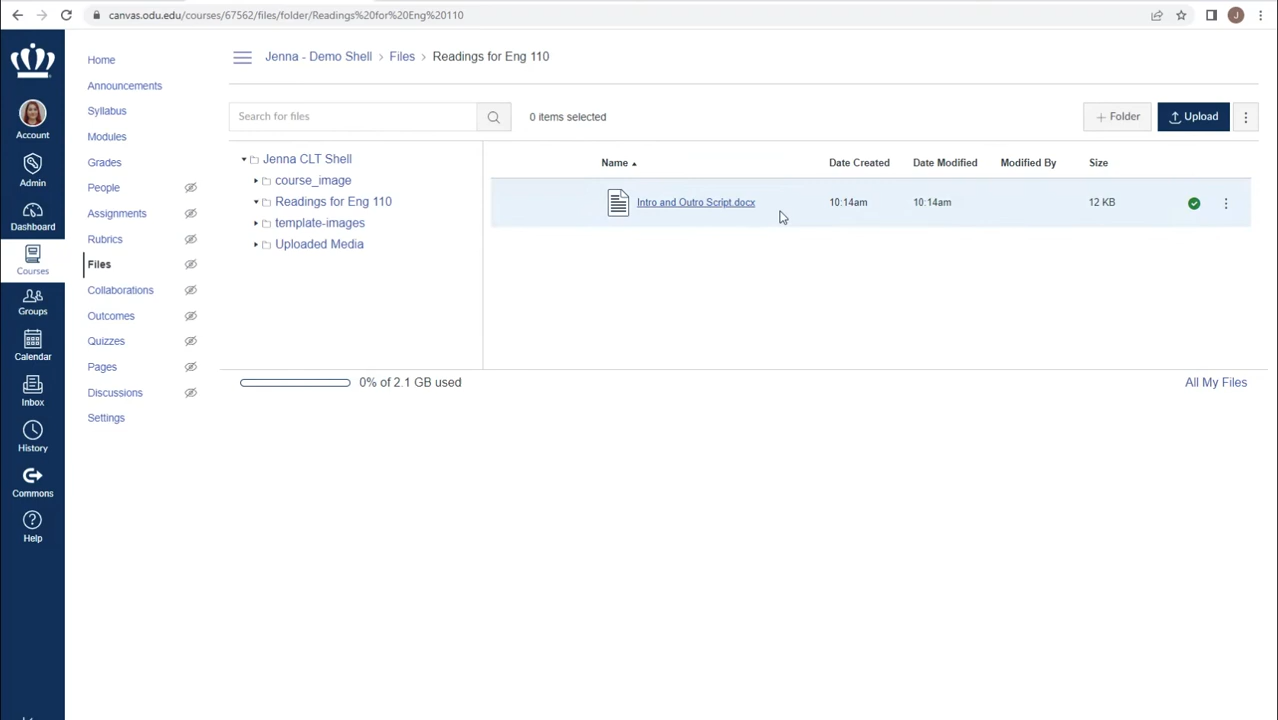 canvas.odu.edu/courses/67562/files/folder/Readings%20for%20Eng%20110
J
Account
Admin
Dashboard
Courses
Groups
Calendar
Inbox
History
Commons
Help
Home
Announcements
Syllabus
Modules
Grades
People
Assignments
Rubrics
Files
Collaborations
Outcomes
Quizzes
Pages
Discussions
Settings
Jenna - Demo Shell > Files > Readings for Eng 110
Search for files
0 items selected
+ Folder
Upload
Jenna CLT Shell
course_image
Readings for Eng 110
template-images
Uploaded Media
Name Date Created Date Modified Modified By Size
Intro and Outro Script.docx 10:14am 10:14am 12 KB
0% of 2.1 GB used
All My Files